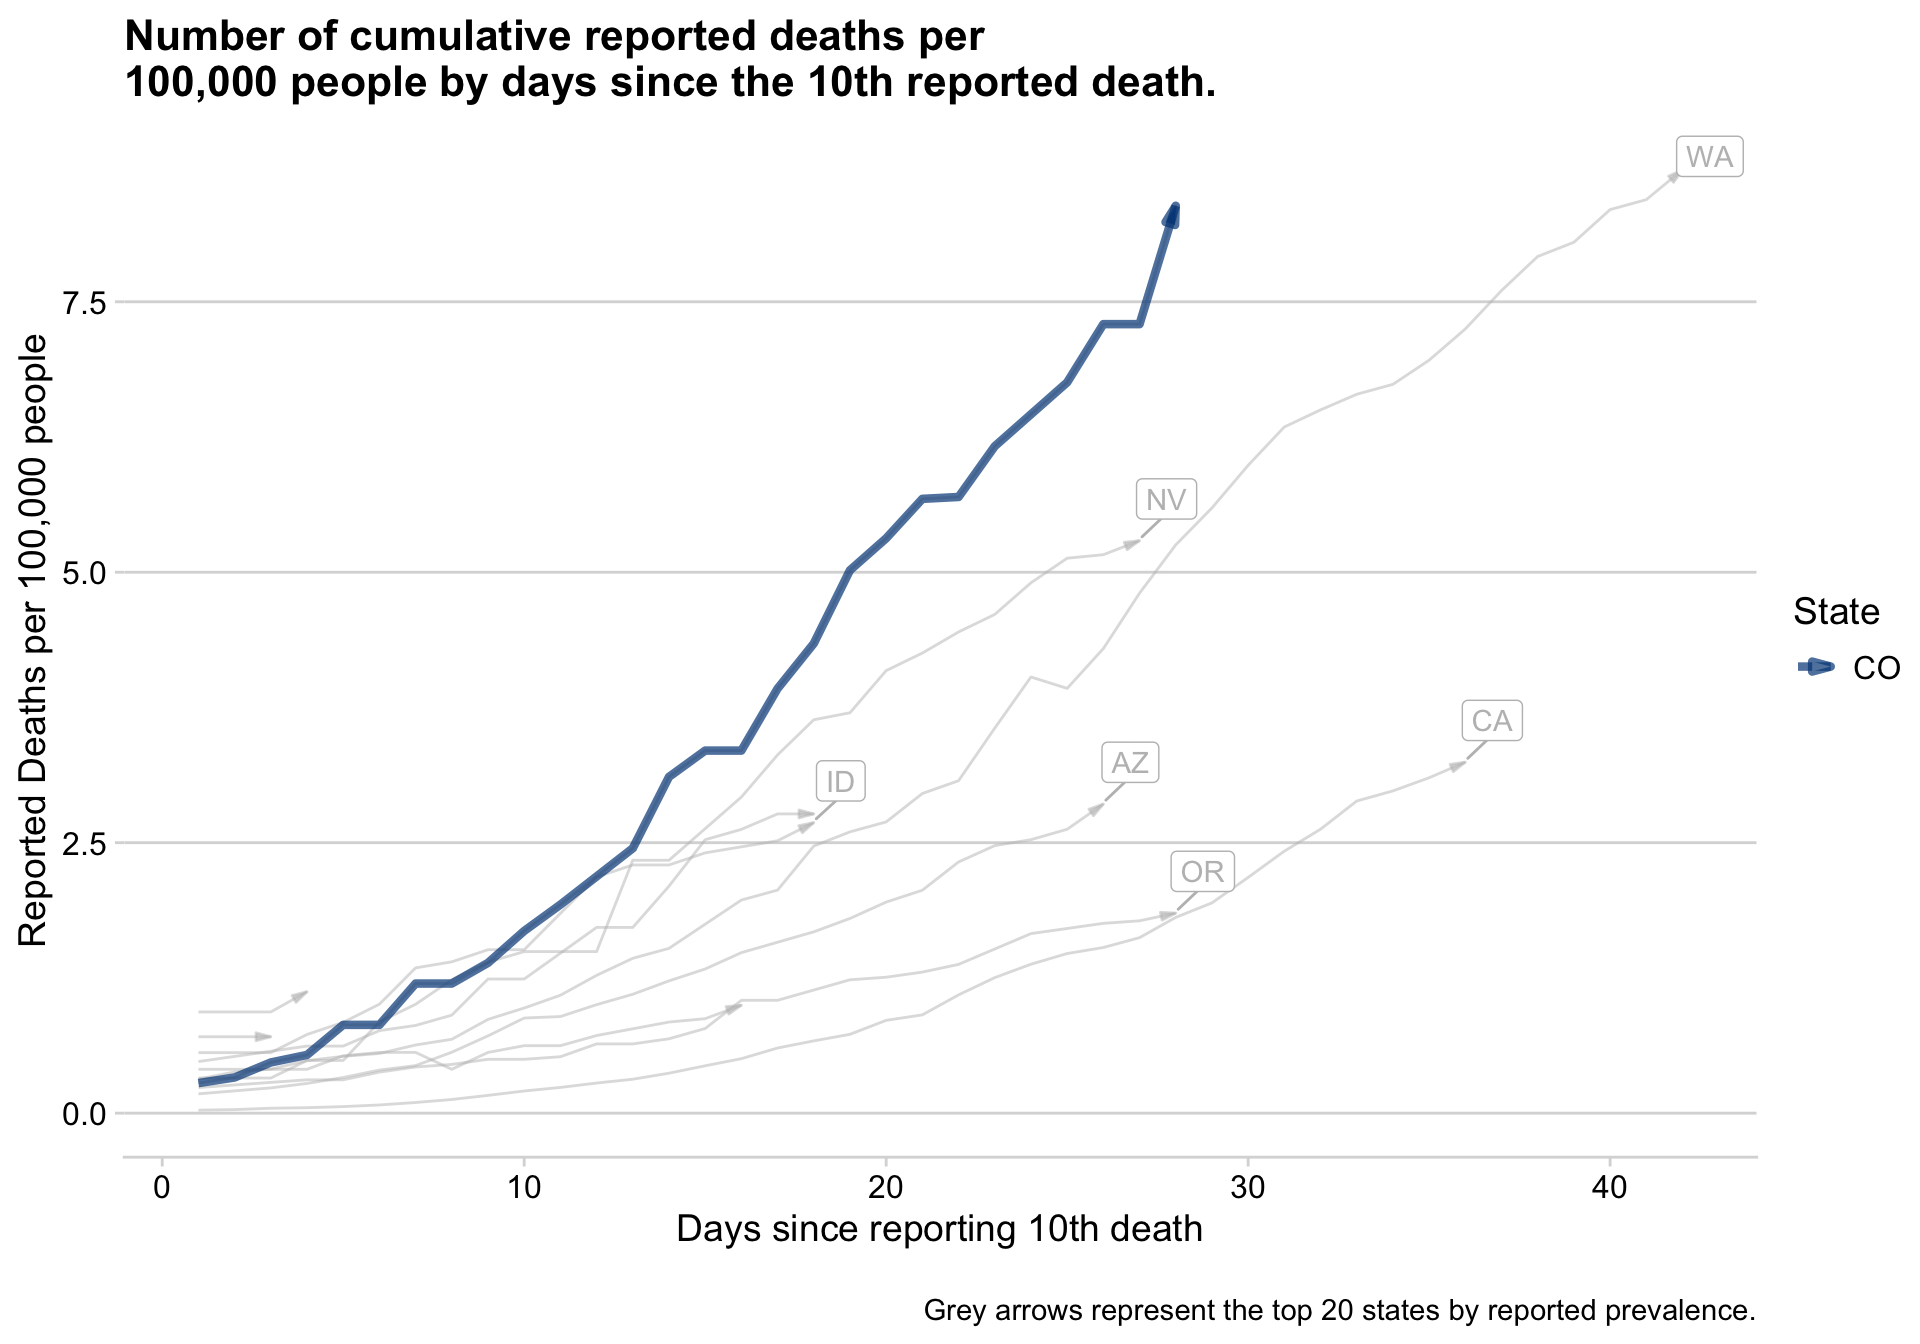 Number of cumulative reported deaths per
100,000 people by days since the 10th reported death.
Reported Deaths per 100,000 people
7.5
5.0
2.5
0.0
WA
NV
CA
AZ
ID
OR
State
CO
0
10
20
30
40
Days since reporting 10th death
Grey arrows represent the top 20 states by reported prevalence.